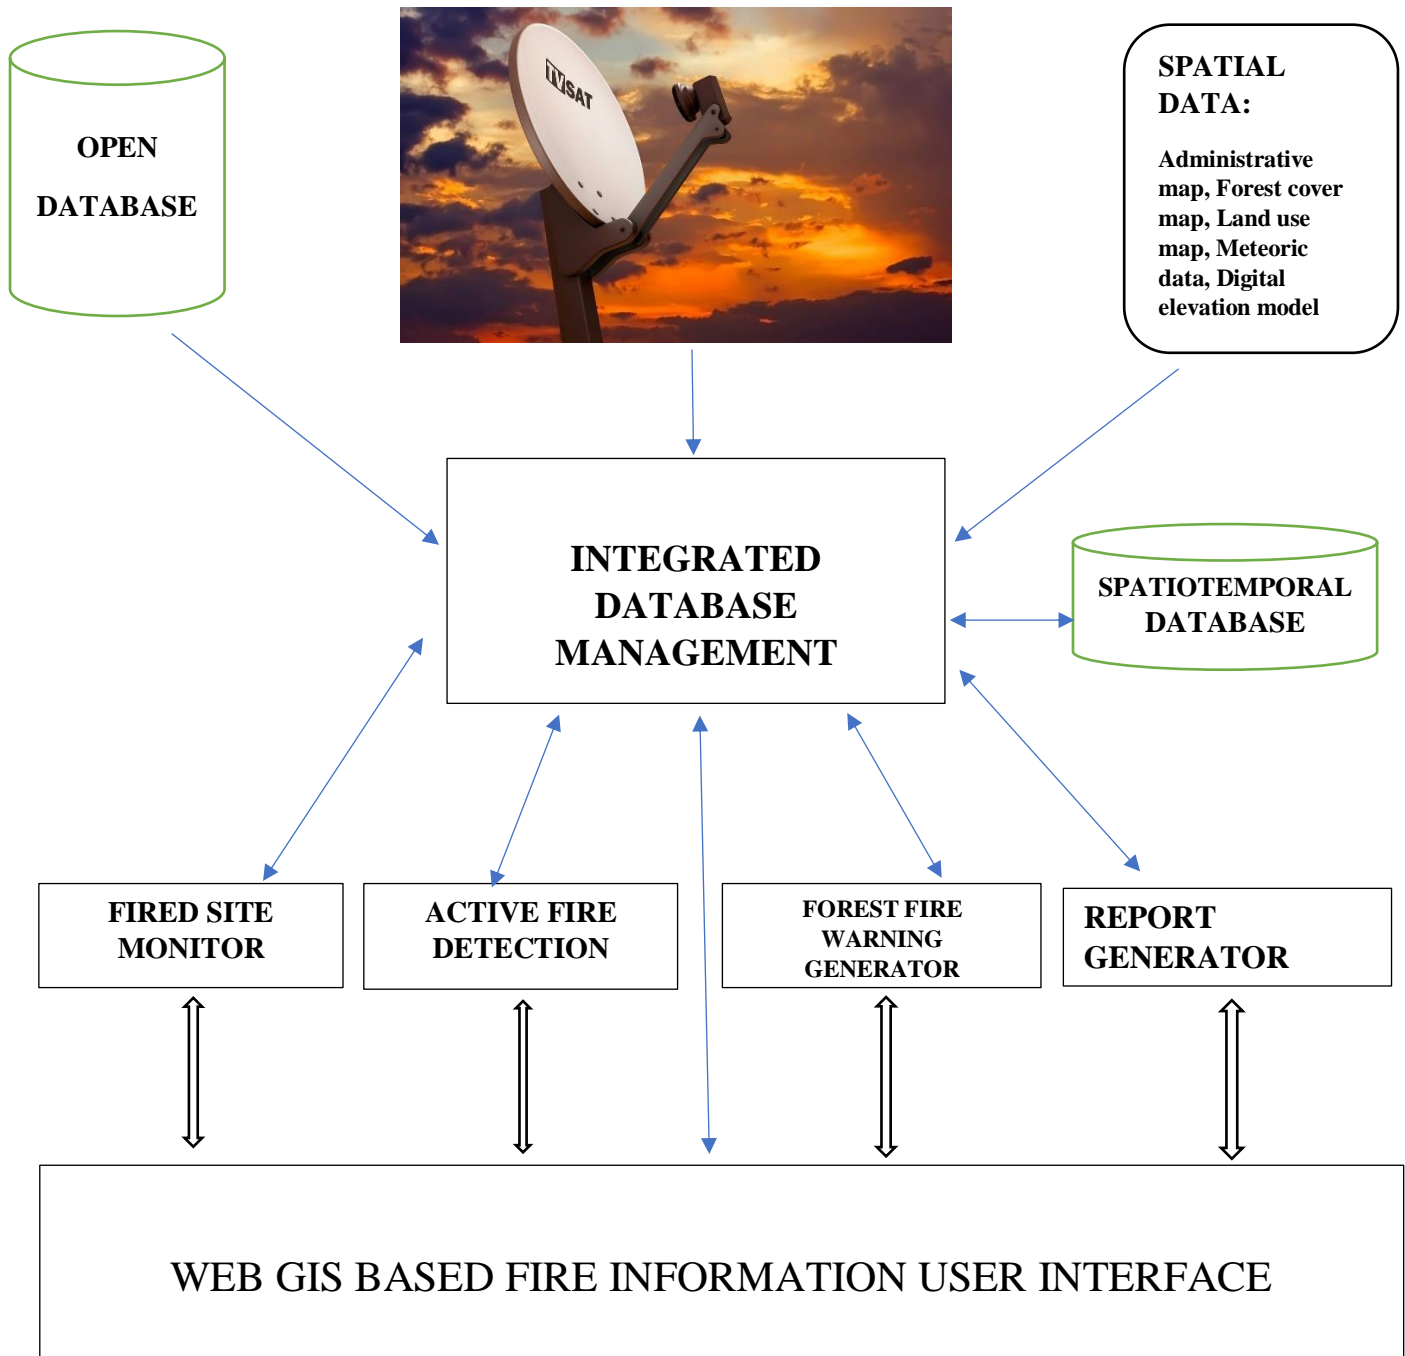 OPEN
DATABASE
TVSAT
SPATIAL
DATA:
Administrative
map, Forest cover
map, Land use
map, Meteoric
data, Digital
elevation model
INTEGRATED
DATABASE
MANAGEMENT
SPATIOTEMPORAL
DATABASE
FIRED SITE
MONITOR
ACTIVE FIRE
DETECTION
FOREST FIRE
WARNING
GENERATOR
REPORT
GENERATOR
WEB GIS BASED FIRE INFORMATION USER INTERFACE